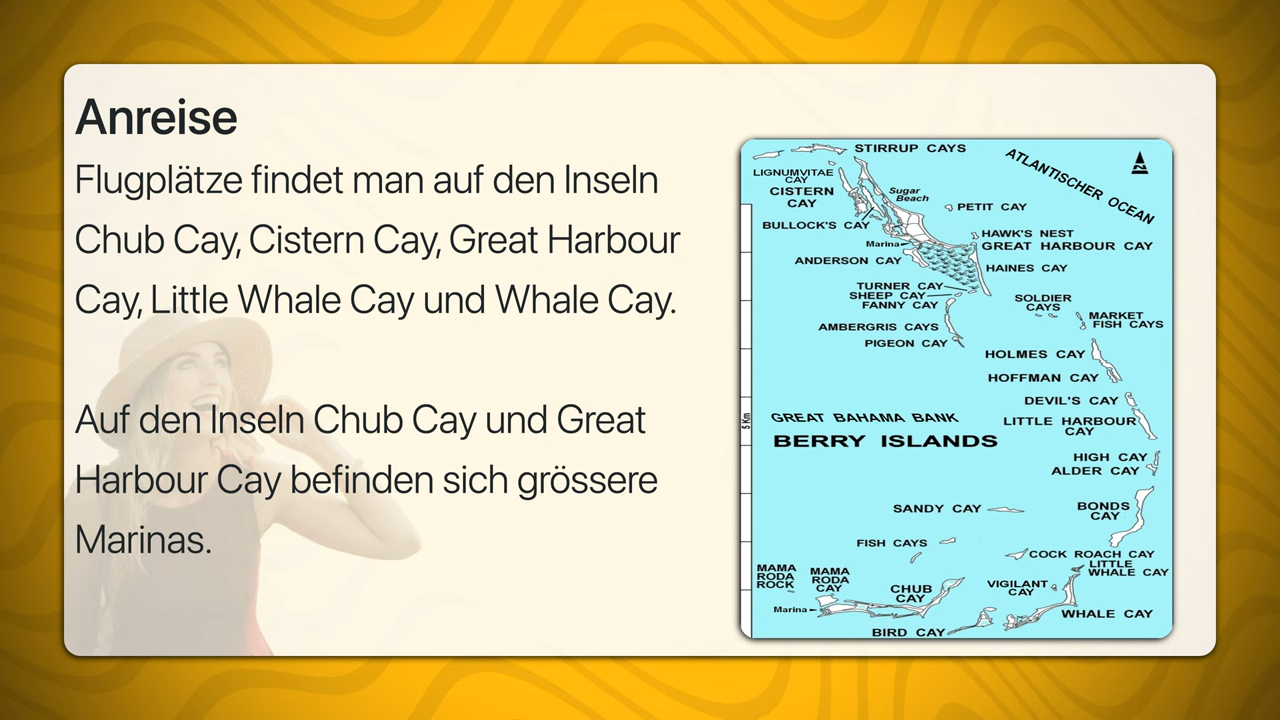 Anreise
Flugplätze findet man auf den Inseln
Chub Cay, Cistern Cay, Great Harbour
Cay, Little Whale Cay und Whale Cay.
Auf den Inseln Chub Cay und Great
Harbour Cay befinden sich grössere
Marinas.
STIRRUP CAYS
ATLANTISCHER OCEAN
N
LIGNUMVITAE
CAY
CISTERN
CAY
Sugar
Beach
PETIT CAY
BULLOCK'S CAY
HAWK'S NEST
Marina
GREAT HARBOUR CAY
ANDERSON CAY
HAINES CAY
TURNER CAY
SHEEP CAY
FANNY CAY
SOLDIER
CAYS
MARKET
FISH CAYS
AMBERGRIS CAYS
PIGEON CAY
HOLMES CAY
HOFFMAN CAY
DEVIL'S CAY
5 Km
GREAT BAHAMA BANK
LITTLE HARBOUR
CAY
BERRY ISLANDS
HIGH CAY
ALDER CAY
SANDY CAY
BONDS
CAY
FISH CAYS
COCK ROACH CAY
LITTLE
WHALE CAY
MAMA
RODA
ROCK
MAMA
RODA
CAY
CHUB
CAY
VIGILANT
CAY
Marina
WHALE CAY
BIRD CAY